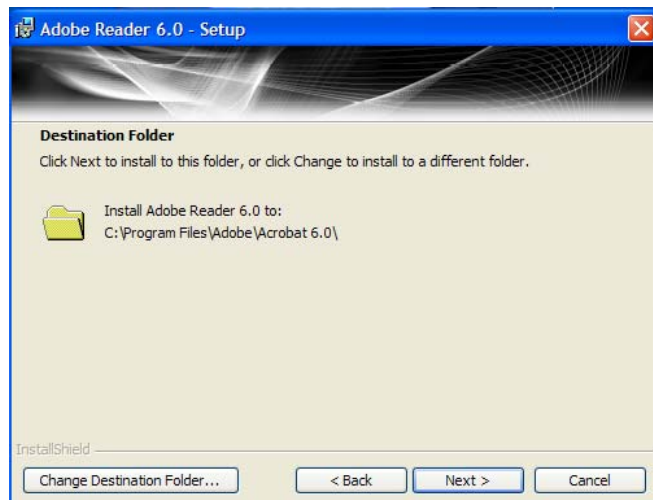 Adobe Reader 6.0 - Setup
Destination Folder
Click Next to install to this folder, or click Change to install to a different folder.
Install Adobe Reader 6.0 to:
C:\Program Files\Adobe\Acrobat 6.0\
InstallShield
Change Destination Folder... < Back Next > Cancel